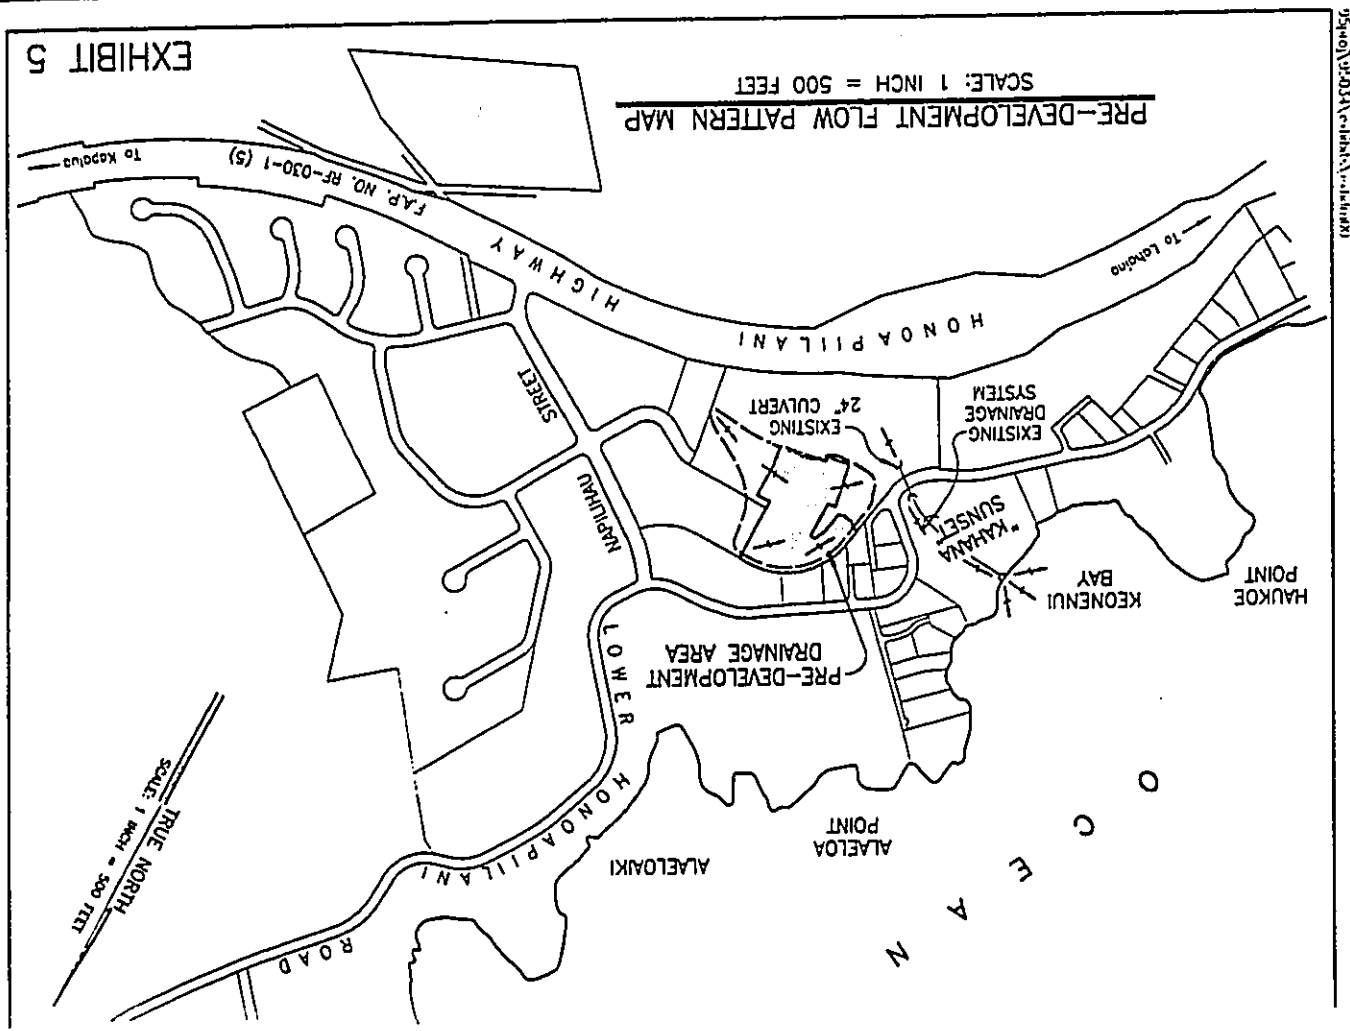 OCEAN
TRUE NORTH
SCALE: 1 INCH = 500 FEET
LOWER HONOAPIILANI ROAD
ALAELOAIKI
ALAELOA
POINT
HAUKOE
POINT
KEONENUI
BAY
PRE-DEVELOPMENT
DRAINAGE AREA
"KAHANA
SUNSET
NAPILIHAU
STREET
EXISTING
24" CULVERT
EXISTING
DRAINAGE
SYSTEM
HONOAPIILANI HIGHWAY
To Lahaina
F.A.P. NO. RF-030-1 (5)
To Kapalua
PRE-DEVELOPMENT FLOW PATTERN MAP
SCALE: 1 INCH = 500 FEET
EXHIBIT 5